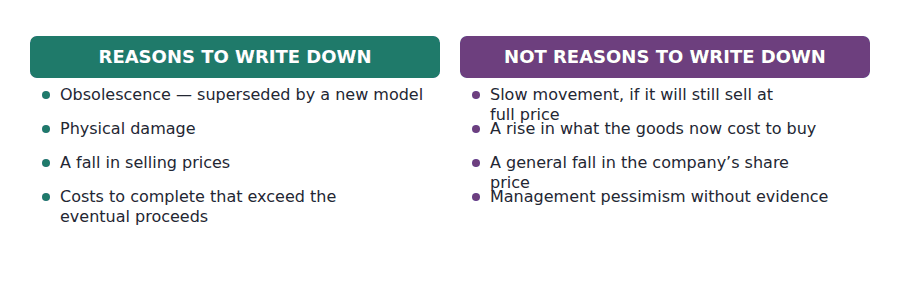 REASONS TO WRITE DOWN
Obsolescence — superseded by a new model
Physical damage
A fall in selling prices
Costs to complete that exceed the
eventual proceeds
NOT REASONS TO WRITE DOWN
Slow movement, if it will still sell at
full price
A rise in what the goods now cost to buy
A general fall in the company’s share
price
Management pessimism without evidence